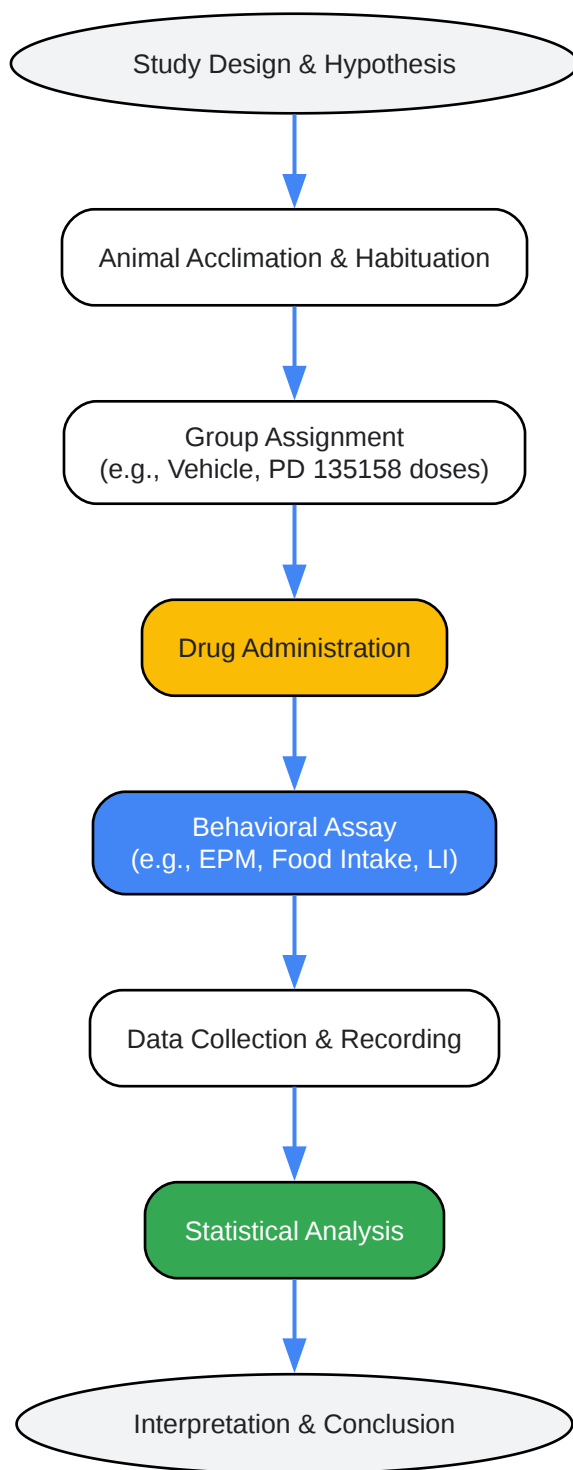 Study Design & Hypothesis
Animal Acclimation & Habituation
Group Assignment
(e.g., Vehicle, PD 135158 doses)
Drug Administration
Behavioral Assay
(e.g., EPM, Food Intake, LI)
Data Collection & Recording
Statistical Analysis
Interpretation & Conclusion